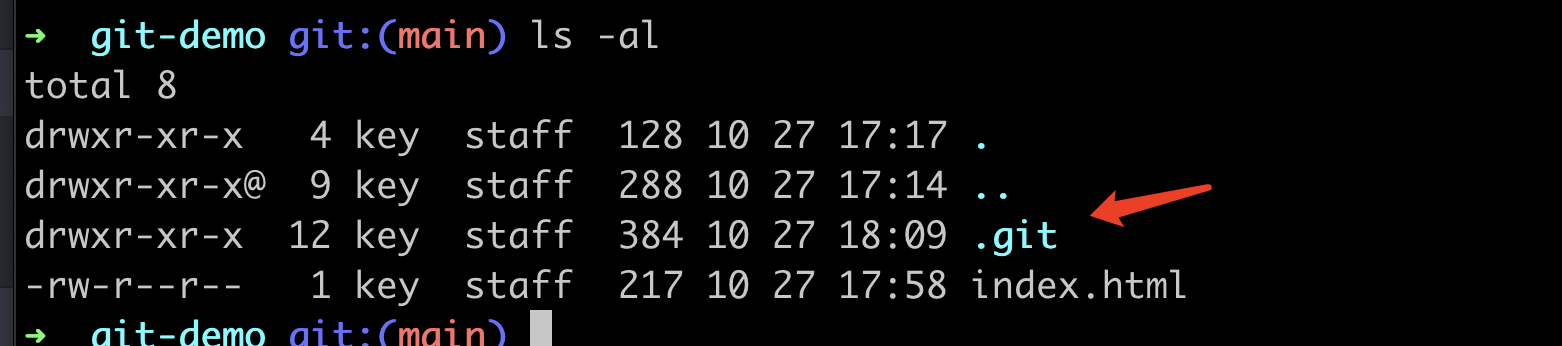 ➜  git-demo git:(main) ls -al
total 8
drwxr-xr-x   4 key  staff  128 10 27 17:17 .
drwxr-xr-x@  9 key  staff  288 10 27 17:14 ..
drwxr-xr-x  12 key  staff  384 10 27 18:09 .git
-rw-r--r--   1 key  staff  217 10 27 17:58 index.html
➜  git-demo git:(main)